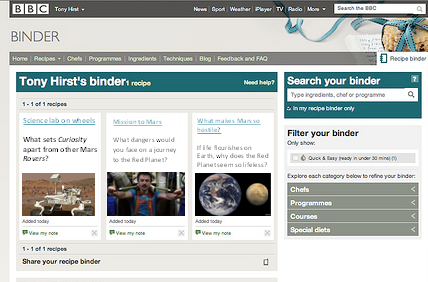 BBC Tony Hirst News Sport Weather iPlayer TV Radio More Search the BBC
BINDER
Recipe binder
Home Recipes Chefs Programmes Ingredients Techniques Blog Feedback and FAQ
Tony Hirst's binder 1 recipe Need help?
1 - 1 of 1 recipes
Science lab on wheels
What sets Curiosity
apart from other Mars
Rovers?
Added today
View my note
Mission to Mars
What dangers would
you face on a journey
to the Red Planet?
Added today
View my note
What makes Mars so
hostile?
If life flourishes on
Earth, why does the Red
Planet seem so lifeless?
Added today
View my note
1 - 1 of 1 recipes
Share your recipe binder
Search your binder ?
Type ingredients, chef or programme
In my recipe binder only
Filter your binder
Only show:
Quick & Easy (ready in under 30 mins) (1)
Explore each category below to refine your binder:
Chefs
Programmes
Courses
Special diets